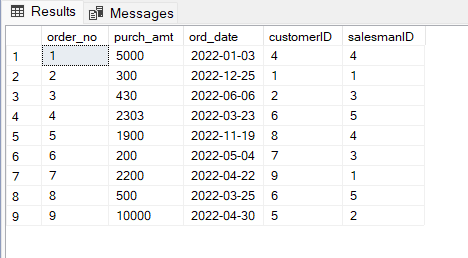 Results Messages
order_no purch_amt ord_date customerID salesmanID
1 1 5000 2022-01-03 4 4
2 2 300 2022-12-25 1 1
3 3 430 2022-06-06 2 3
4 4 2303 2022-03-23 6 5
5 5 1900 2022-11-19 8 4
6 6 200 2022-05-04 7 3
7 7 2200 2022-04-22 9 1
8 8 500 2022-03-25 6 5
9 9 10000 2022-04-30 5 2